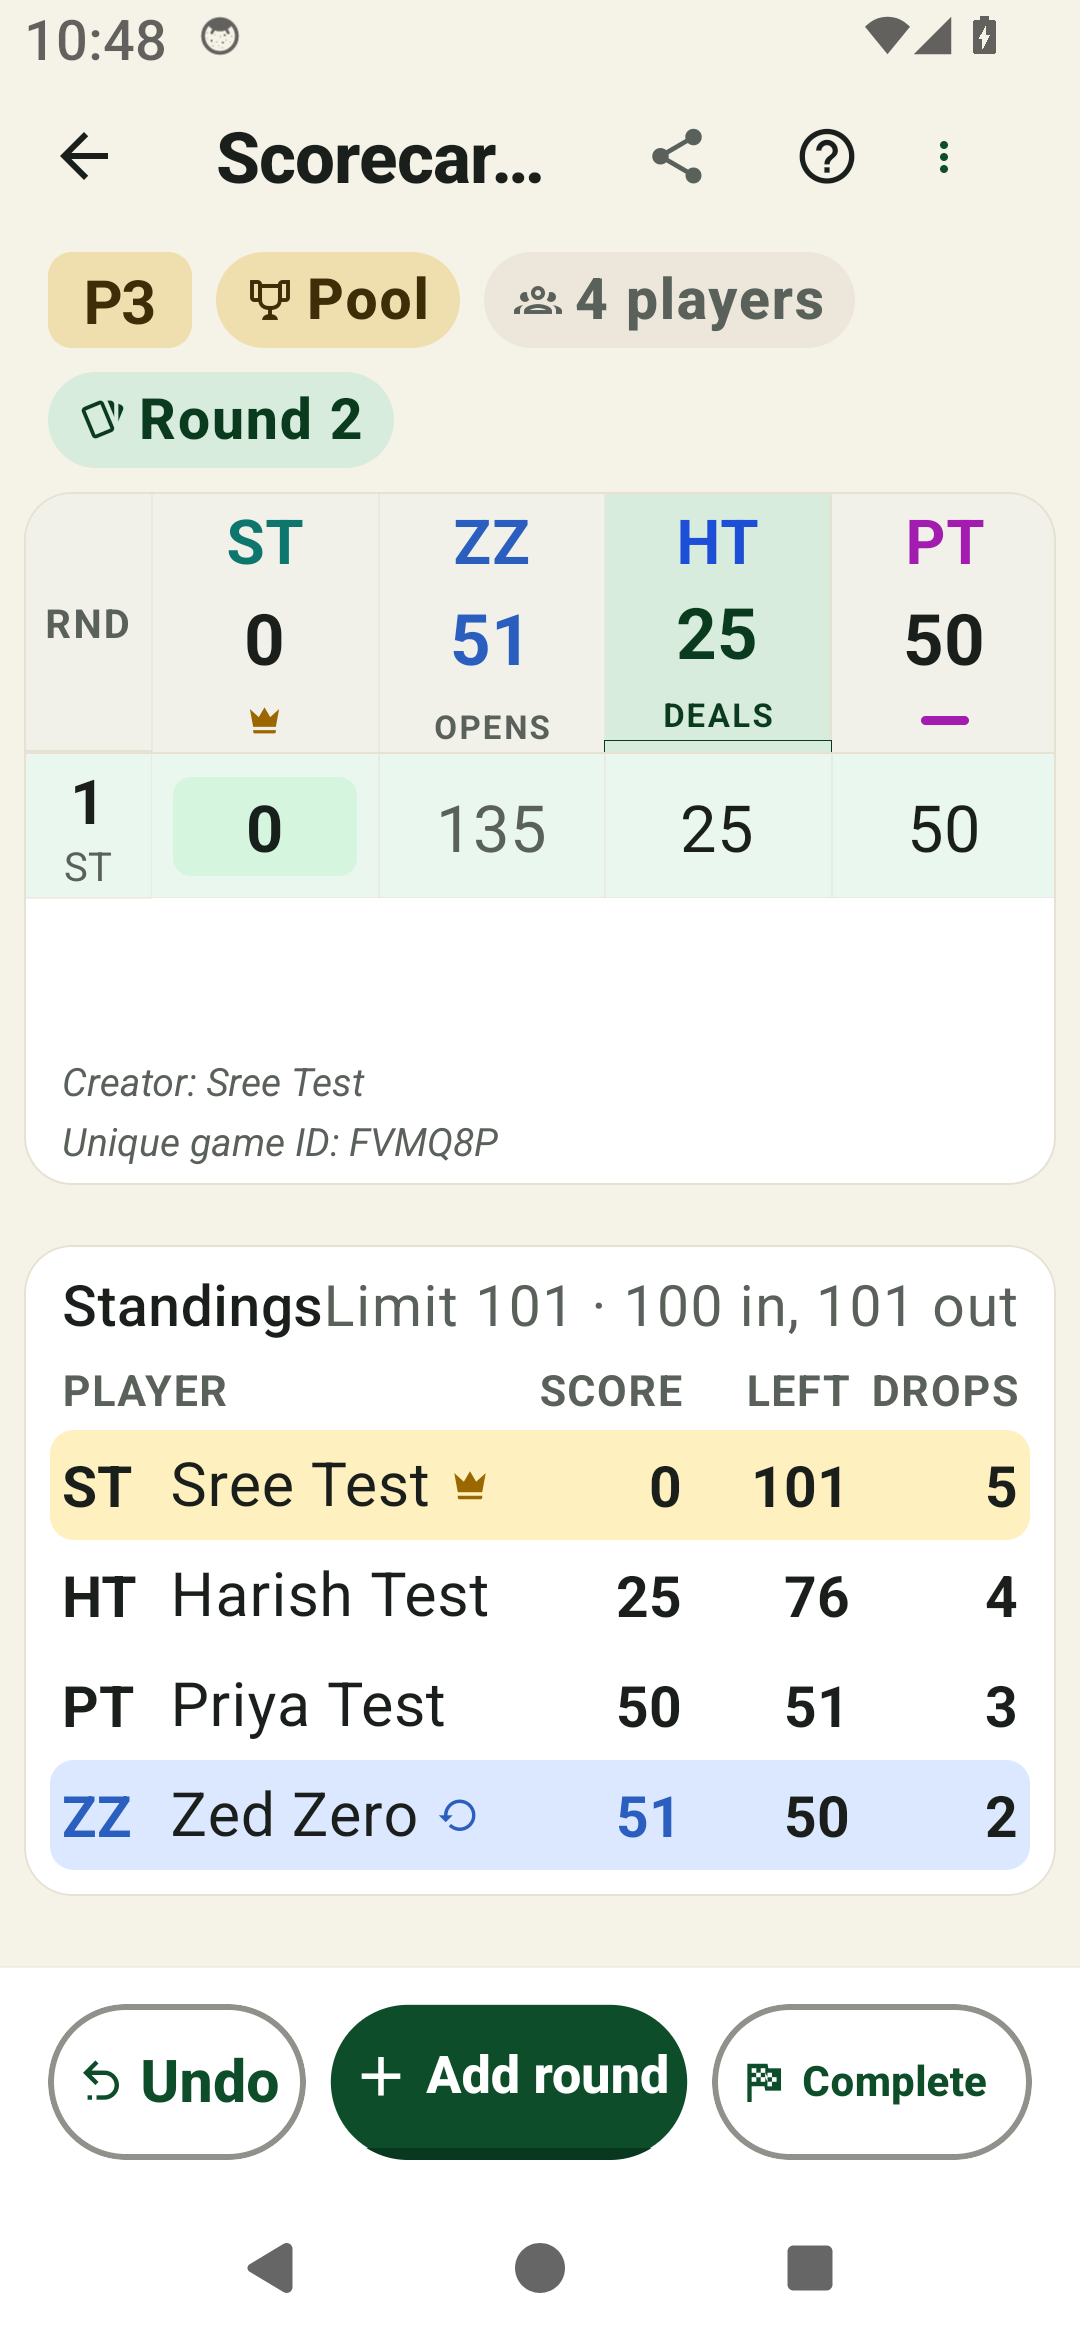 10:48
Scorecar...
P3
Pool
4 players
Round 2
RND ST ZZ HT PT
0 51 25 50
OPENS DEALS
1 0 135 25 50
ST
Creator: Sree Test
Unique game ID: FVMQ8P
Standings Limit 101 · 100 in, 101 out
PLAYER SCORE LEFT DROPS
ST Sree Test 0 101 5
HT Harish Test 25 76 4
PT Priya Test 50 51 3
ZZ Zed Zero 51 50 2
Undo
Add round
Complete